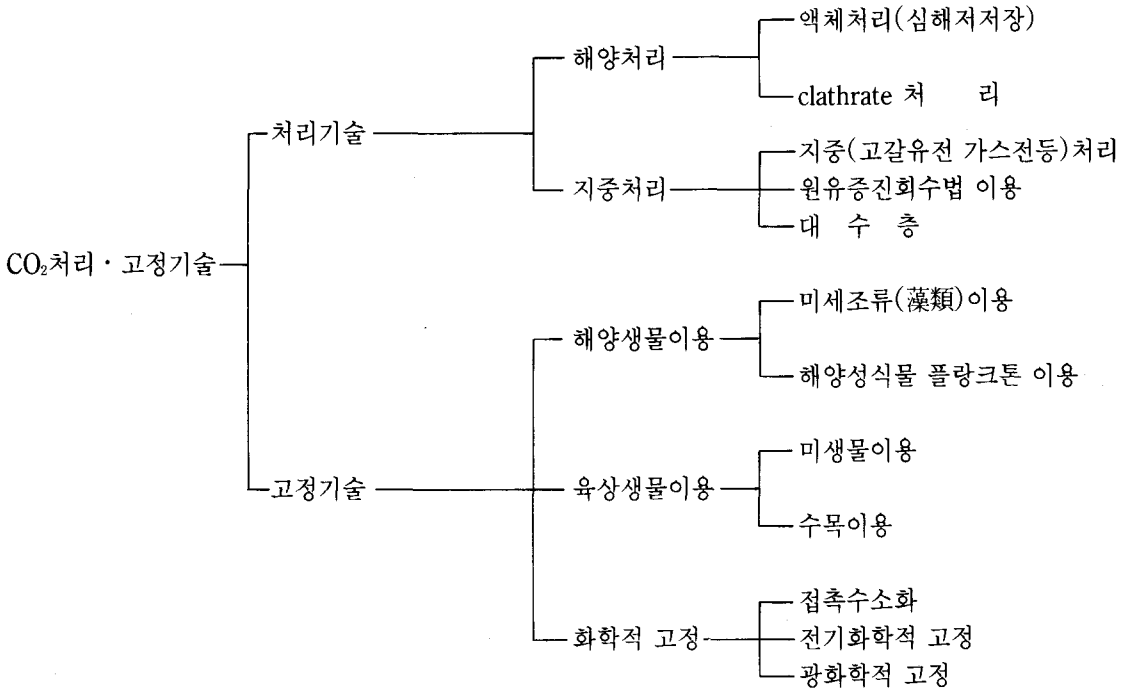 액체처리(심해저저장)
해양처리
clathrate 처 리
처리기술
지중(고갈유전 가스전등)처리
지중처리
원유증진회수법 이용
대 수 층
CO₂처리·고정기술
미세조류(藻類)이용
해양생물이용
해양성식물 플랑크톤 이용
미생물이용
고정기술
육상생물이용
수목이용
접촉수소화
화학적 고정
전기화학적 고정
광화학적 고정